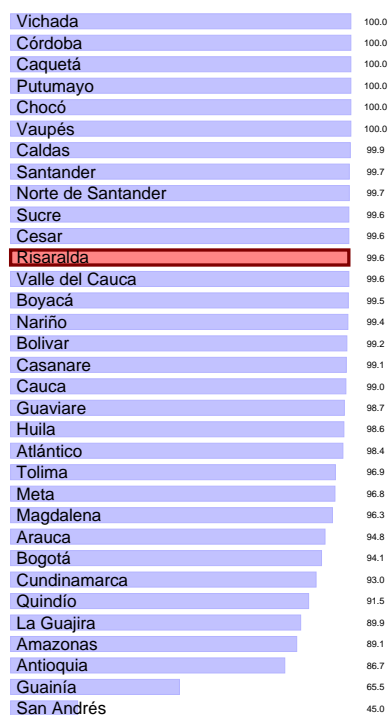 Vichada 100.0
Córdoba 100.0
Caquetá 100.0
Putumayo 100.0
Chocó 100.0
Vaupés 100.0
Caldas 99.9
Santander 99.7
Norte de Santander 99.7
Sucre 99.6
Cesar 99.6
Risaralda 99.6
Valle del Cauca 99.6
Boyacá 99.5
Nariño 99.4
Bolivar 99.2
Casanare 99.1
Cauca 99.0
Guaviare 98.7
Huila 98.6
Atlántico 98.4
Tolima 96.9
Meta 96.8
Magdalena 96.3
Arauca 94.8
Bogotá 94.1
Cundinamarca 93.0
Quindío 91.5
La Guajira 89.9
Amazonas 89.1
Antioquia 86.7
Guainía 65.5
San Andrés 45.0